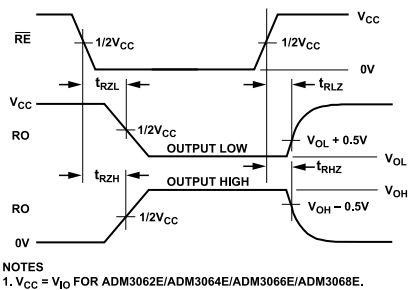 RE
1/2VCC
1/2VCC
VCC
0V
tRZL
tRLZ
VCC
RO
1/2VCC
OUTPUT LOW
VOL + 0.5V
VOL
tRZH
OUTPUT HIGH
tRHZ
VOH
RO
1/2VCC
VOH – 0.5V
0V
NOTES
1. VCC = VIO FOR ADM3062E/ADM3064E/ADM3066E/ADM3068E.